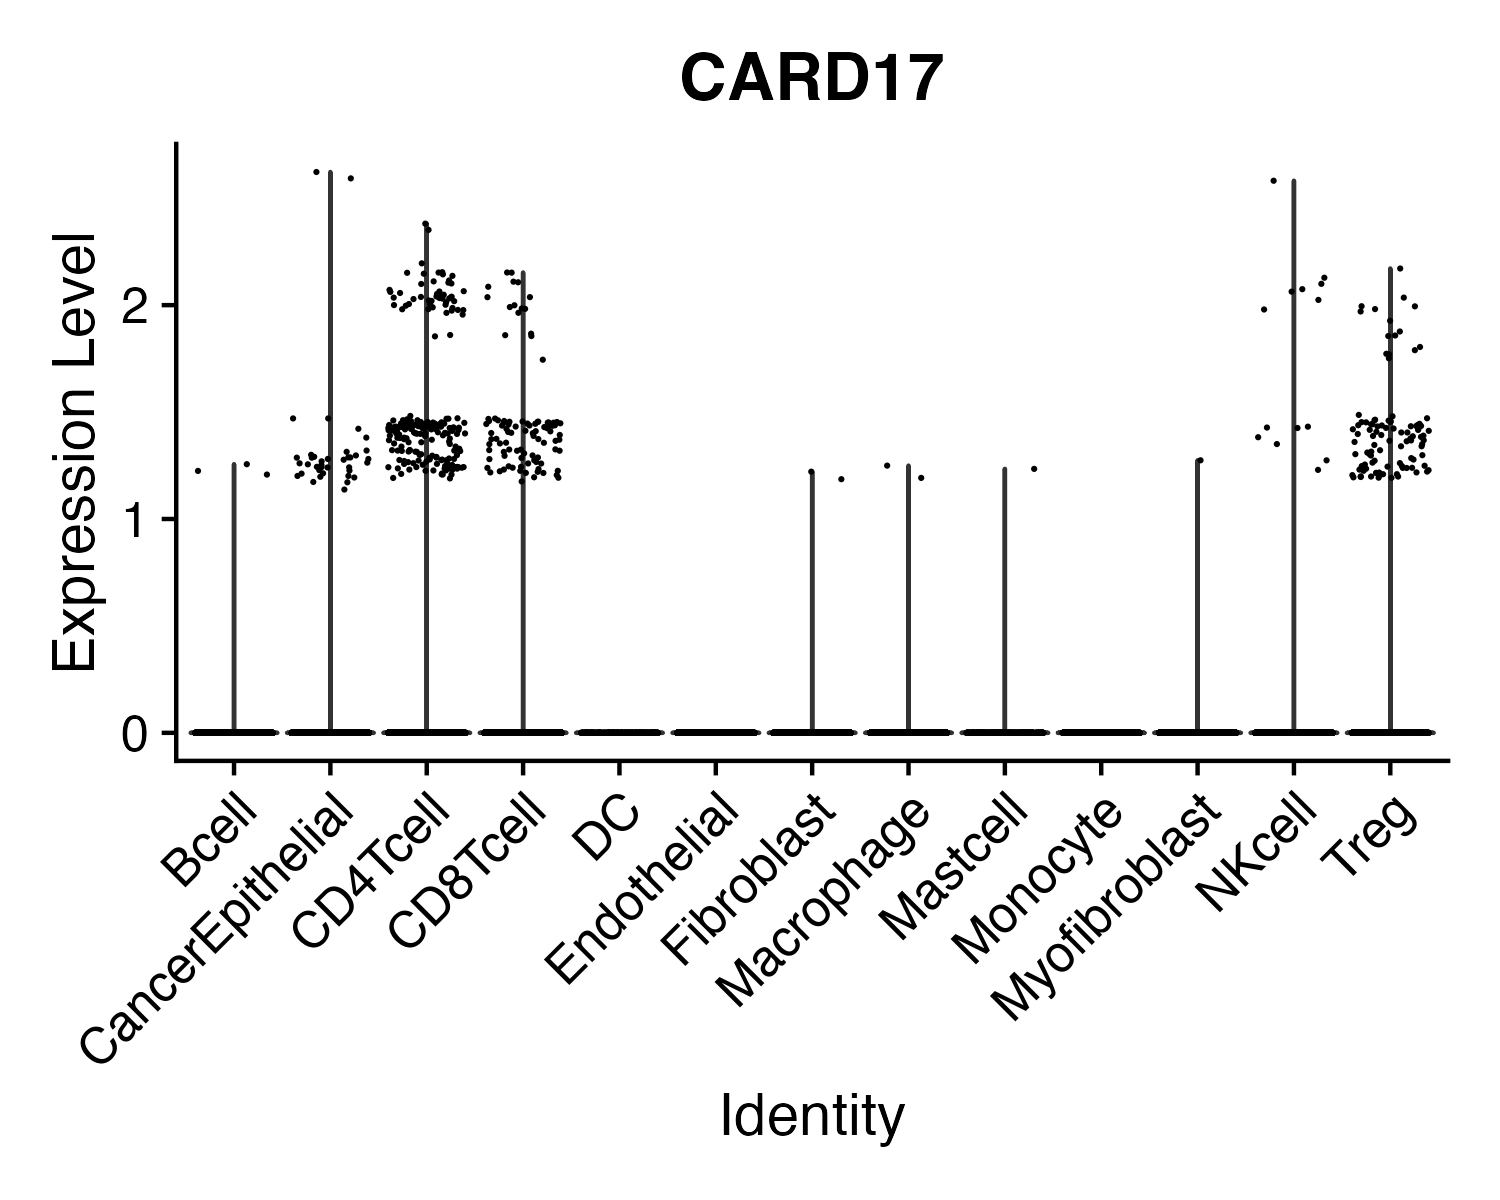 CARD17
Expression Level
2
1
0
Bcell
CancerEpithelial
CD4Tcell
CD8Tcell
DC
Endothelial
Fibroblast
Macrophage
Mastcell
Monocyte
Myofibroblast
NKcell
Treg
Identity